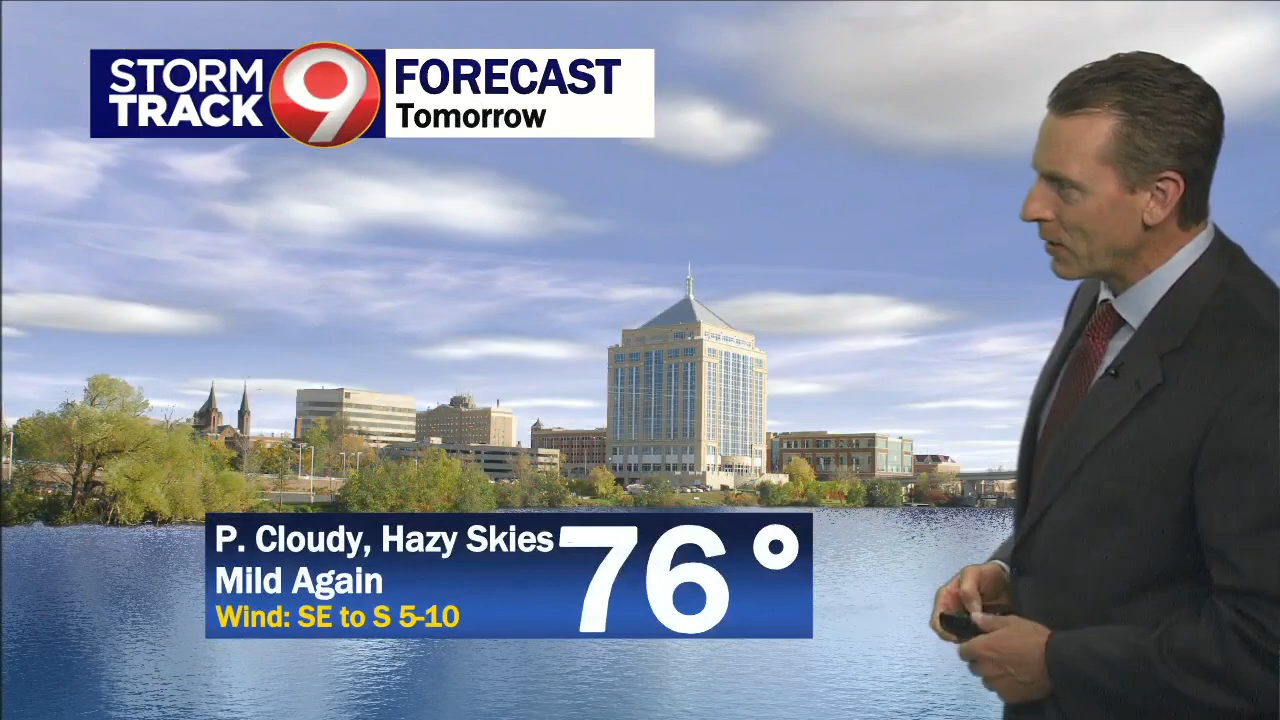 STORM
TRACK
9
FORECAST
Tomorrow
P. Cloudy, Hazy Skies
Mild Again
Wind: SE to S 5-10
76°